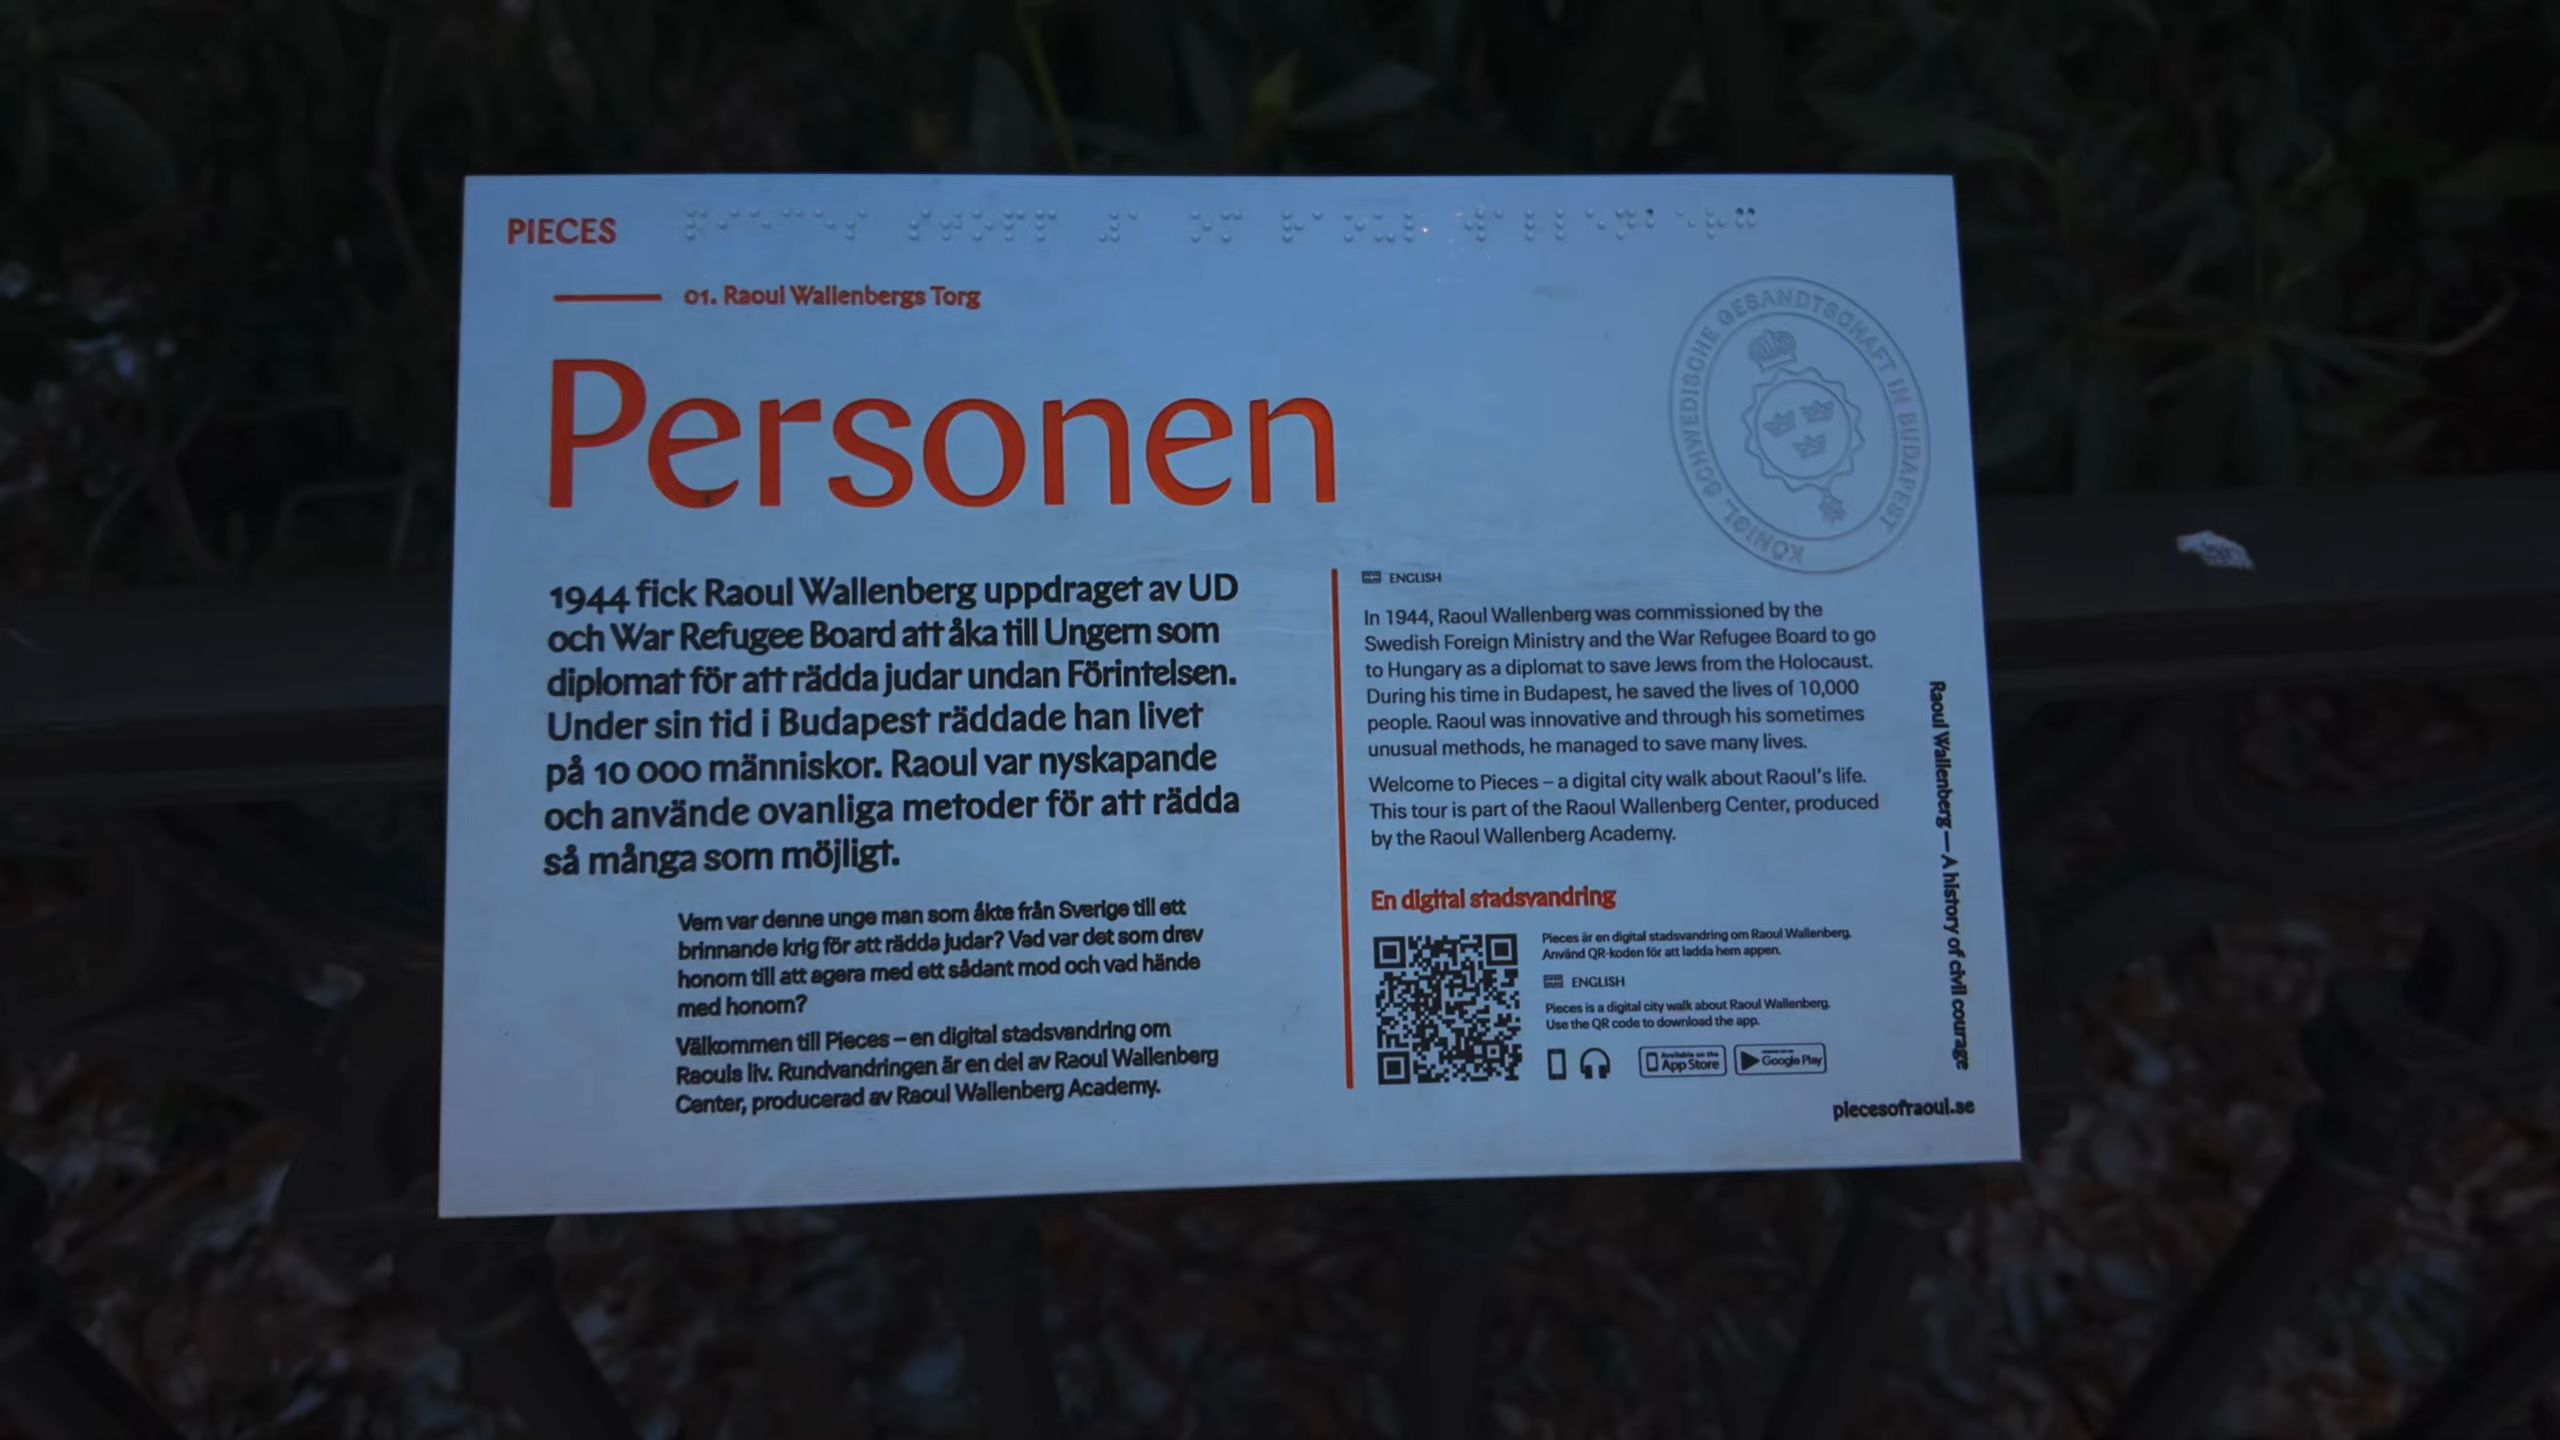 PIECES
01. Raoul Wallenbergs Torg
Personen
KÖNIGL SCHWEDISCHE GESANDTSCHAFT IN BUDAPEST
1944 fick Raoul Wallenberg uppdraget av UD
och War Refugee Board att åka till Ungern som
diplomat för att rädda judar undan Förintelsen.
Under sin tid i Budapest räddade han livet
på 10 000 människor. Raoul var nyskapande
och använde ovanliga metoder för att rädda
så många som möjligt.
Vem var denne unge man som åkte från Sverige till ett
brinnande krig för att rädda judar? Vad var det som drev
honom till att agera med ett sådant mod och vad hände
med honom?
Välkommen till Pieces – en digital stadsvandring om
Raouls liv. Rundvandringen är en del av Raoul Wallenberg
Center, producerad av Raoul Wallenberg Academy.
ENGLISH
In 1944, Raoul Wallenberg was commissioned by the
Swedish Foreign Ministry and the War Refugee Board to go
to Hungary as a diplomat to save Jews from the Holocaust.
During his time in Budapest, he saved the lives of 10,000
people. Raoul was innovative and through his sometimes
unusual methods, he managed to save many lives.
Welcome to Pieces – a digital city walk about Raoul's life.
This tour is part of the Raoul Wallenberg Center, produced
by the Raoul Wallenberg Academy.
En digital stadsvandring
Pieces är en digital stadsvandring om Raoul Wallenberg.
Använd QR-koden för att ladda hem appen.
ENGLISH
Pieces is a digital city walk about Raoul Wallenberg.
Use the QR code to download the app.
Available on the
App Store
Google Play
Raoul Wallenberg — A history of civil courage
piecesofraoul.se